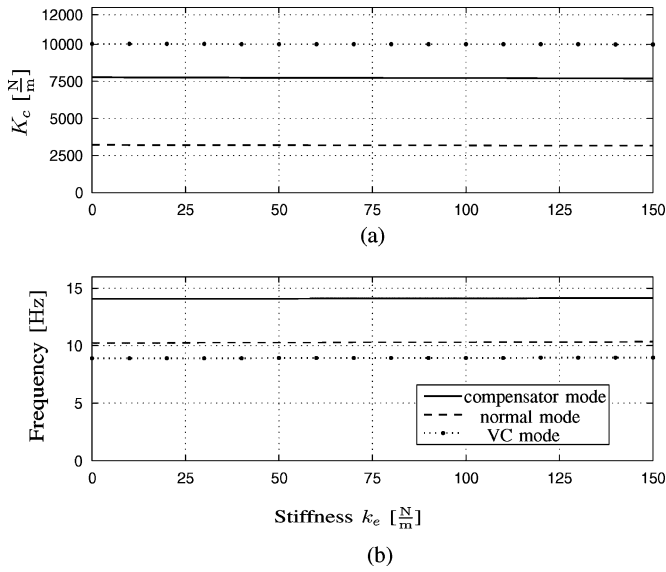 12000
10000
7500
5000
2500
0
K_c [N/m]
0 25 50 75 100 125 150
(a)
15
10
5
0
Frequency [Hz]
compensator mode
normal mode
VC mode
0 25 50 75 100 125 150
Stiffness k_e [N/m]
(b)